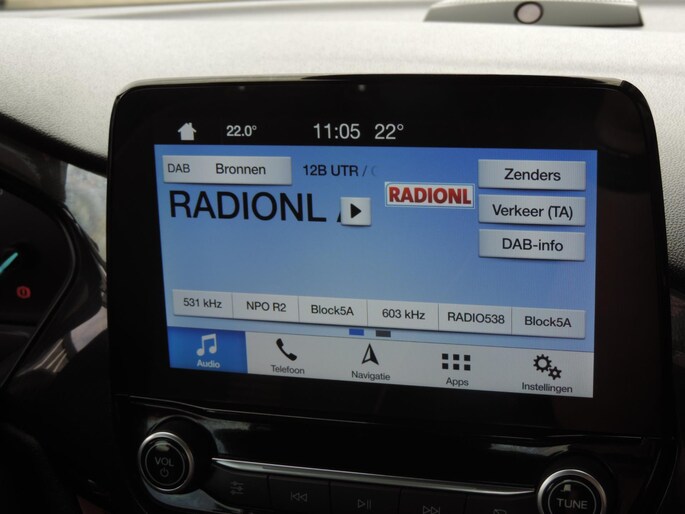 22.0° 11:05 22°
DAB Bronnen 12B UTR /
RADIONL
RADIONL
Zenders
Verkeer (TA)
DAB-info
531 kHz NPO R2 Block5A 603 kHz RADIO538 Block5A
Audio Telefoon Navigatie Apps Instellingen
VOL
TUNE